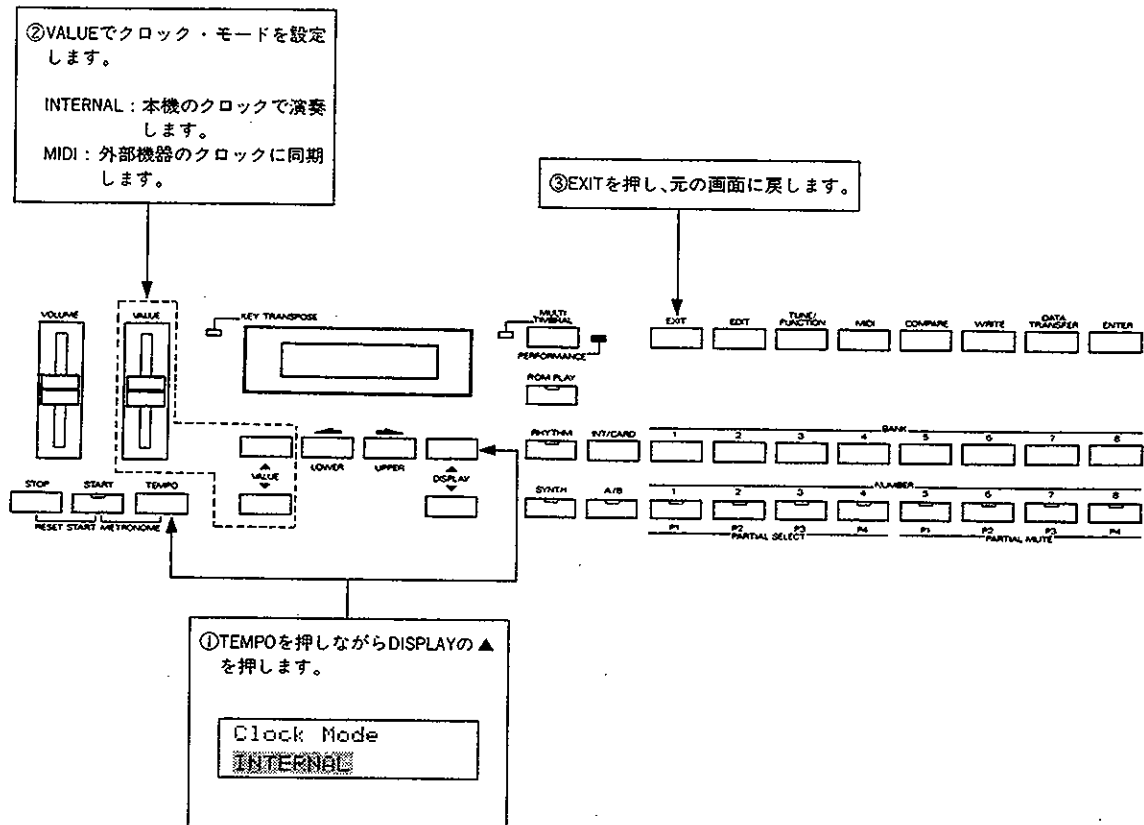 ②VALUEでクロック・モードを設定
します。
INTERNAL：本機のクロックで演奏
します。
MIDI：外部機器のクロックに同期
します。
③EXITを押し、元の画面に戻します。
VOLUME
VALUE
KEY TRANSPOSE
MULTI TIMBRAL
PERFORMANCE
EXIT
EDIT
TUNE/FUNCTION
MIDI
COMPARE
WRITE
DATA TRANSFER
ENTER
ROM PLAY
RHYTHM
INT/CARD
BANK
1 2 3 4 5 6 7 8
LOWER
UPPER
▲
VALUE
▼
▲
DISPLAY
▼
STOP
START
TEMPO
RESET START
METRONOME
SYNTH
A/B
NUMBER
1 2 3 4 5 6 7 8
P1 P2 P3 P4 P1 P2 P3 P4
PARTIAL SELECT
PARTIAL MUTE
①TEMPOを押しながらDISPLAYの▲
を押します。
Clock Mode
INTERNAL